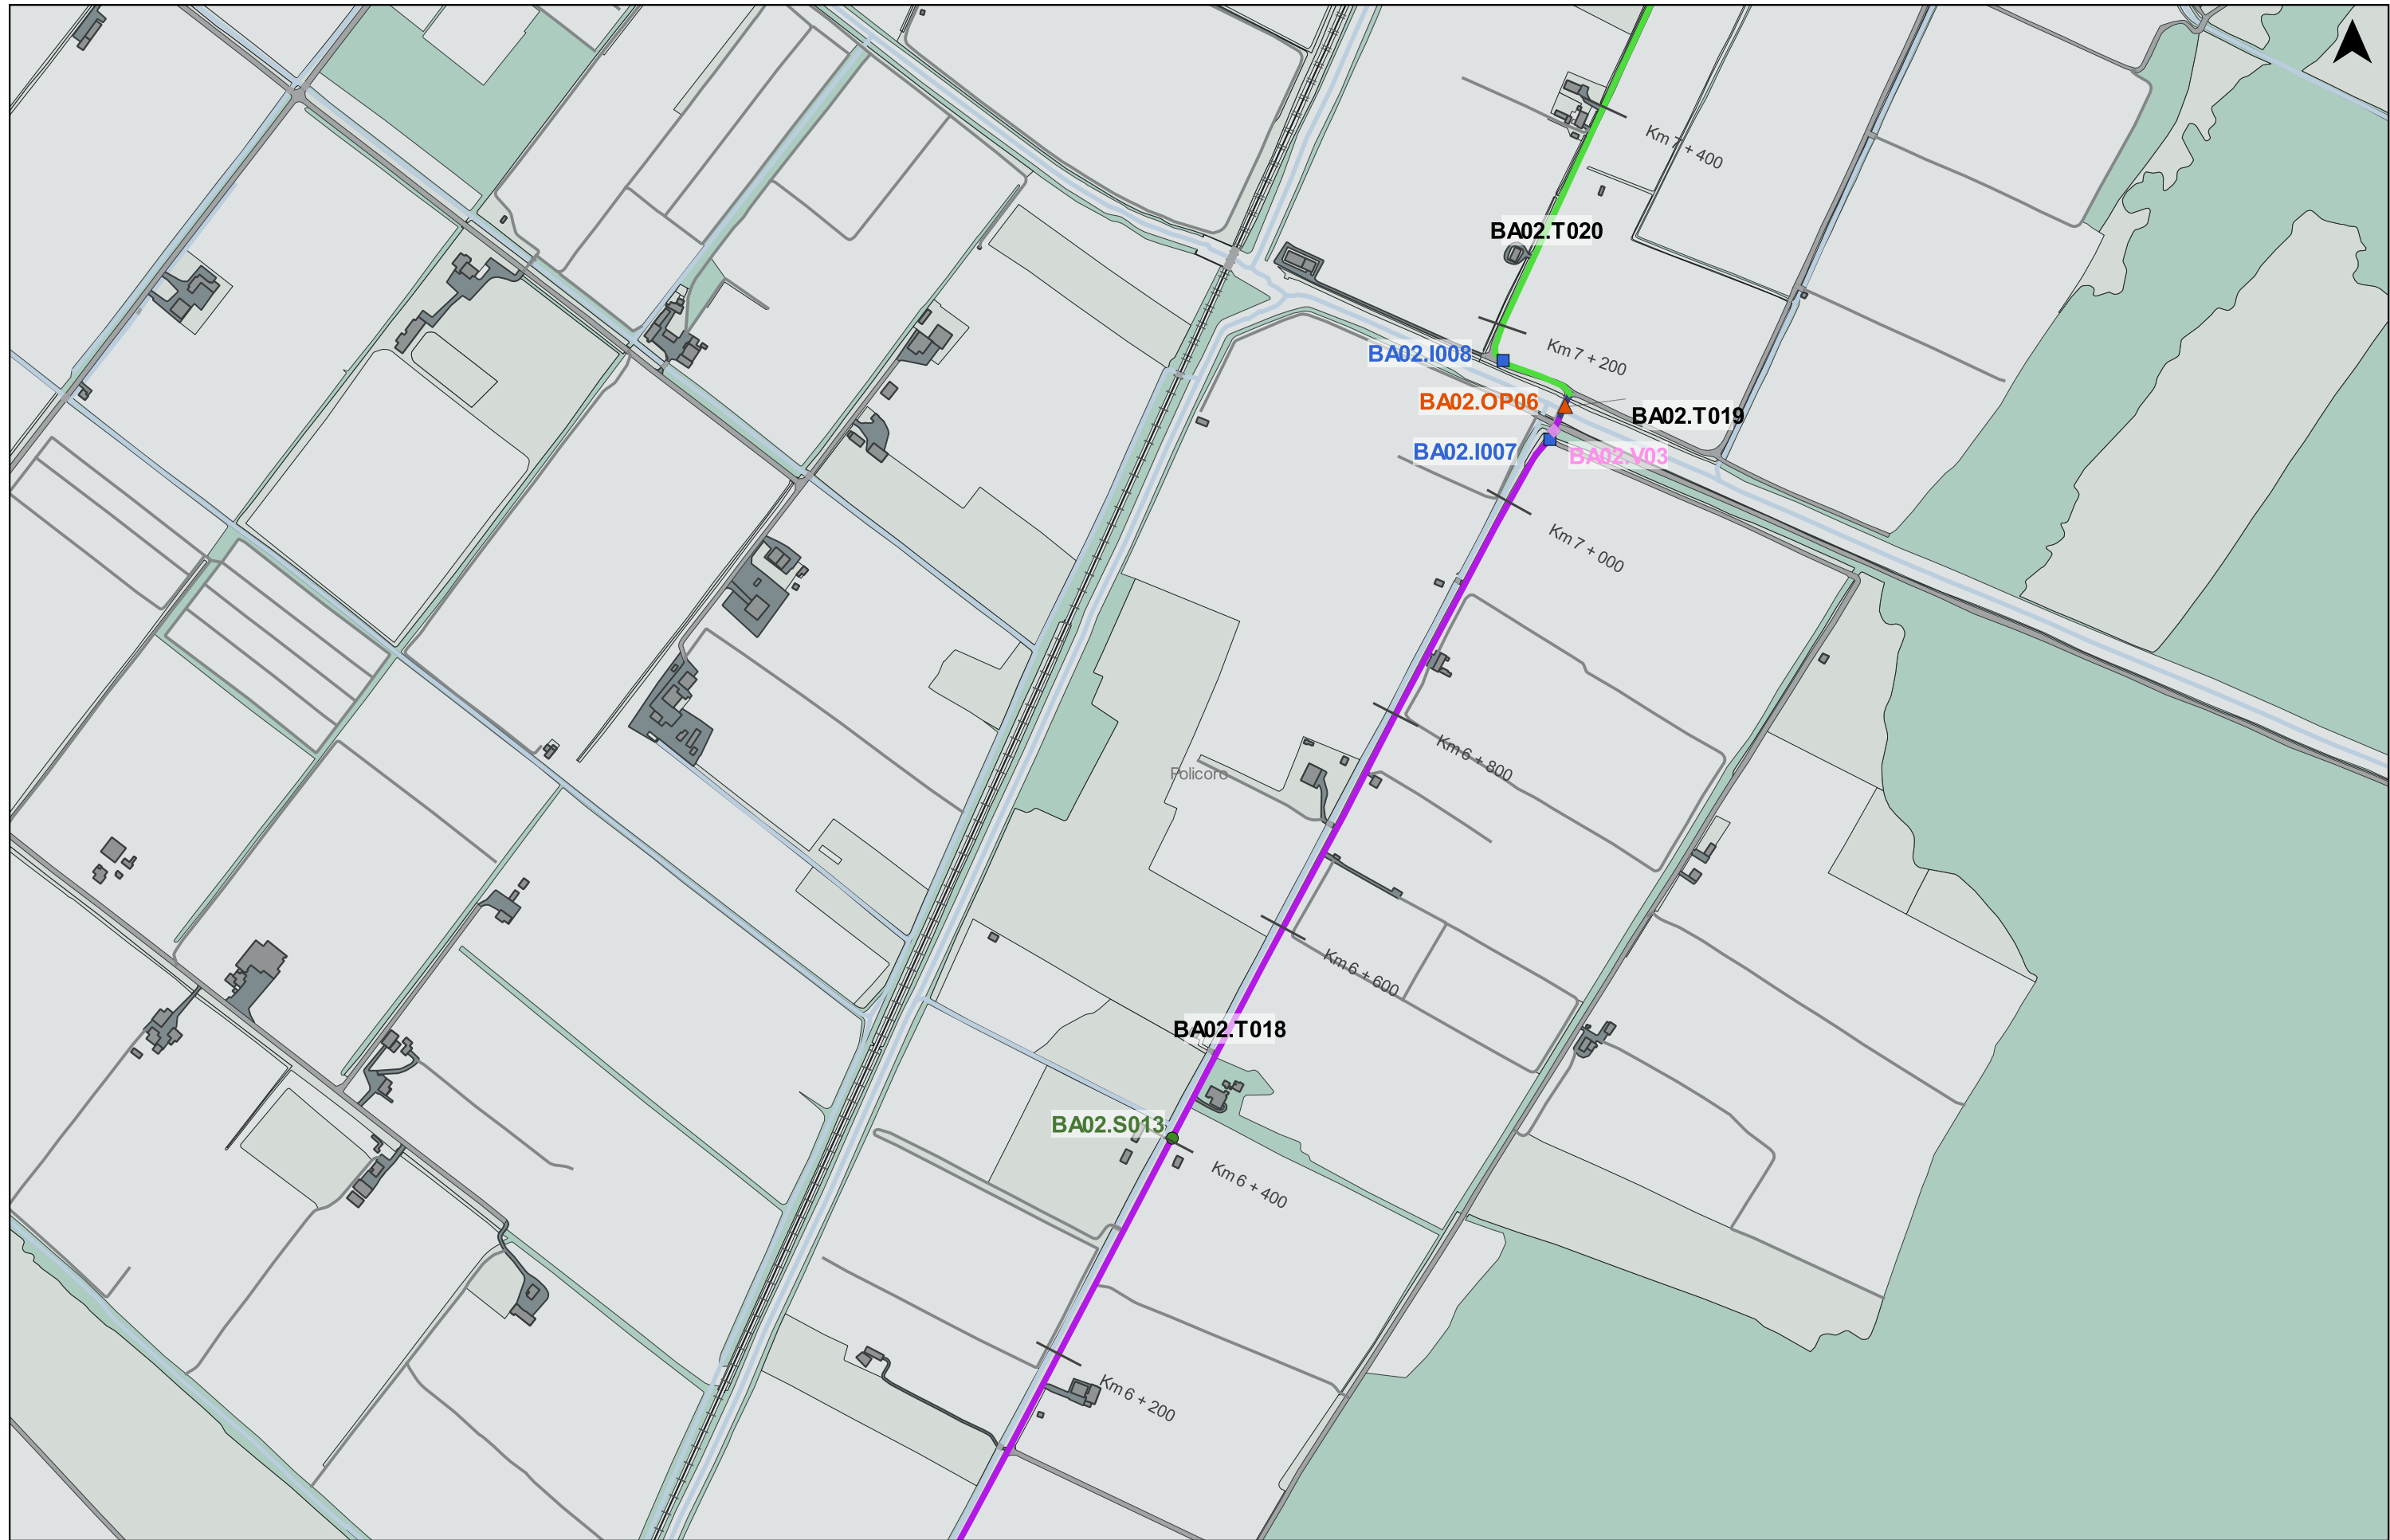 Km 7 + 400
BA02.T020
Km 7 + 200
BA02.I008
BA02.OP06
BA02.T019
BA02.I007
BA02.V03
Km 7 + 000
Km 6 + 800
Policoro
Km 6 + 600
BA02.T018
BA02.S013
Km 6 + 400
Km 6 + 200